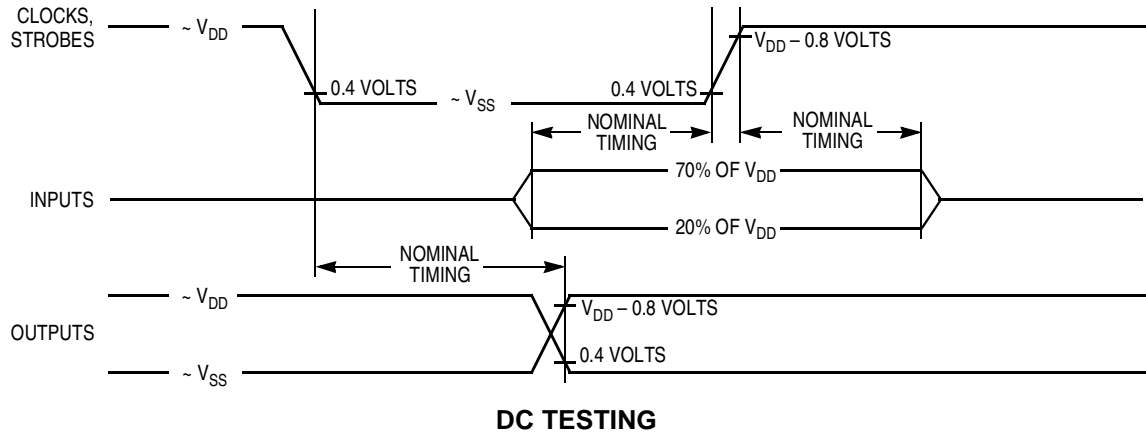 CLOCKS,
STROBES
~ VDD
VDD – 0.8 VOLTS
0.4 VOLTS
~ VSS
0.4 VOLTS
NOMINAL
TIMING
NOMINAL
TIMING
70% OF VDD
INPUTS
20% OF VDD
NOMINAL
TIMING
~ VDD
VDD – 0.8 VOLTS
OUTPUTS
0.4 VOLTS
~ VSS
DC TESTING